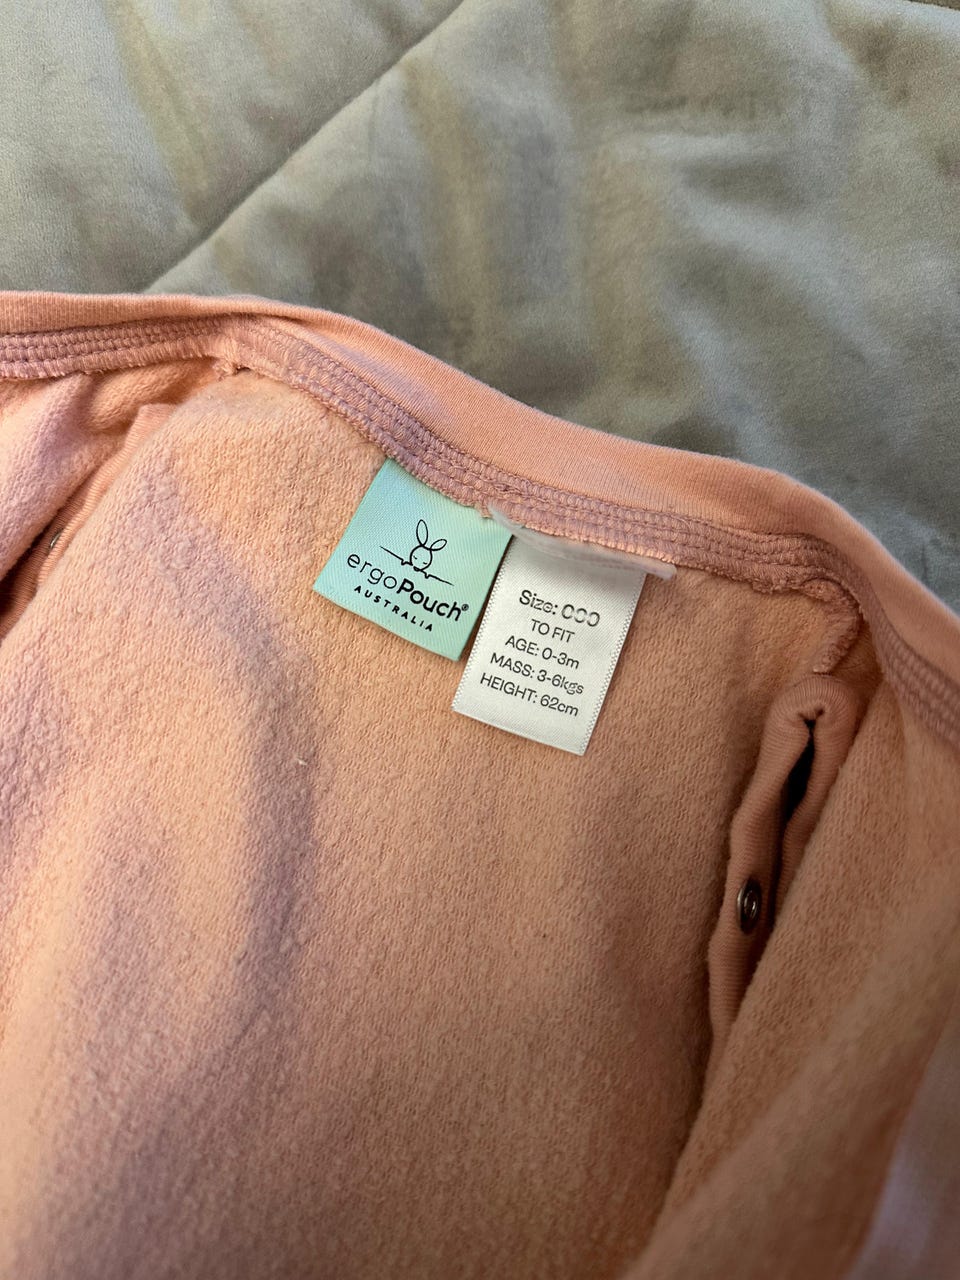 ergoPouch®
AUSTRALIA
Size: 000
TO FIT
AGE: 0-3m
MASS: 3-6kgs
HEIGHT: 62cm